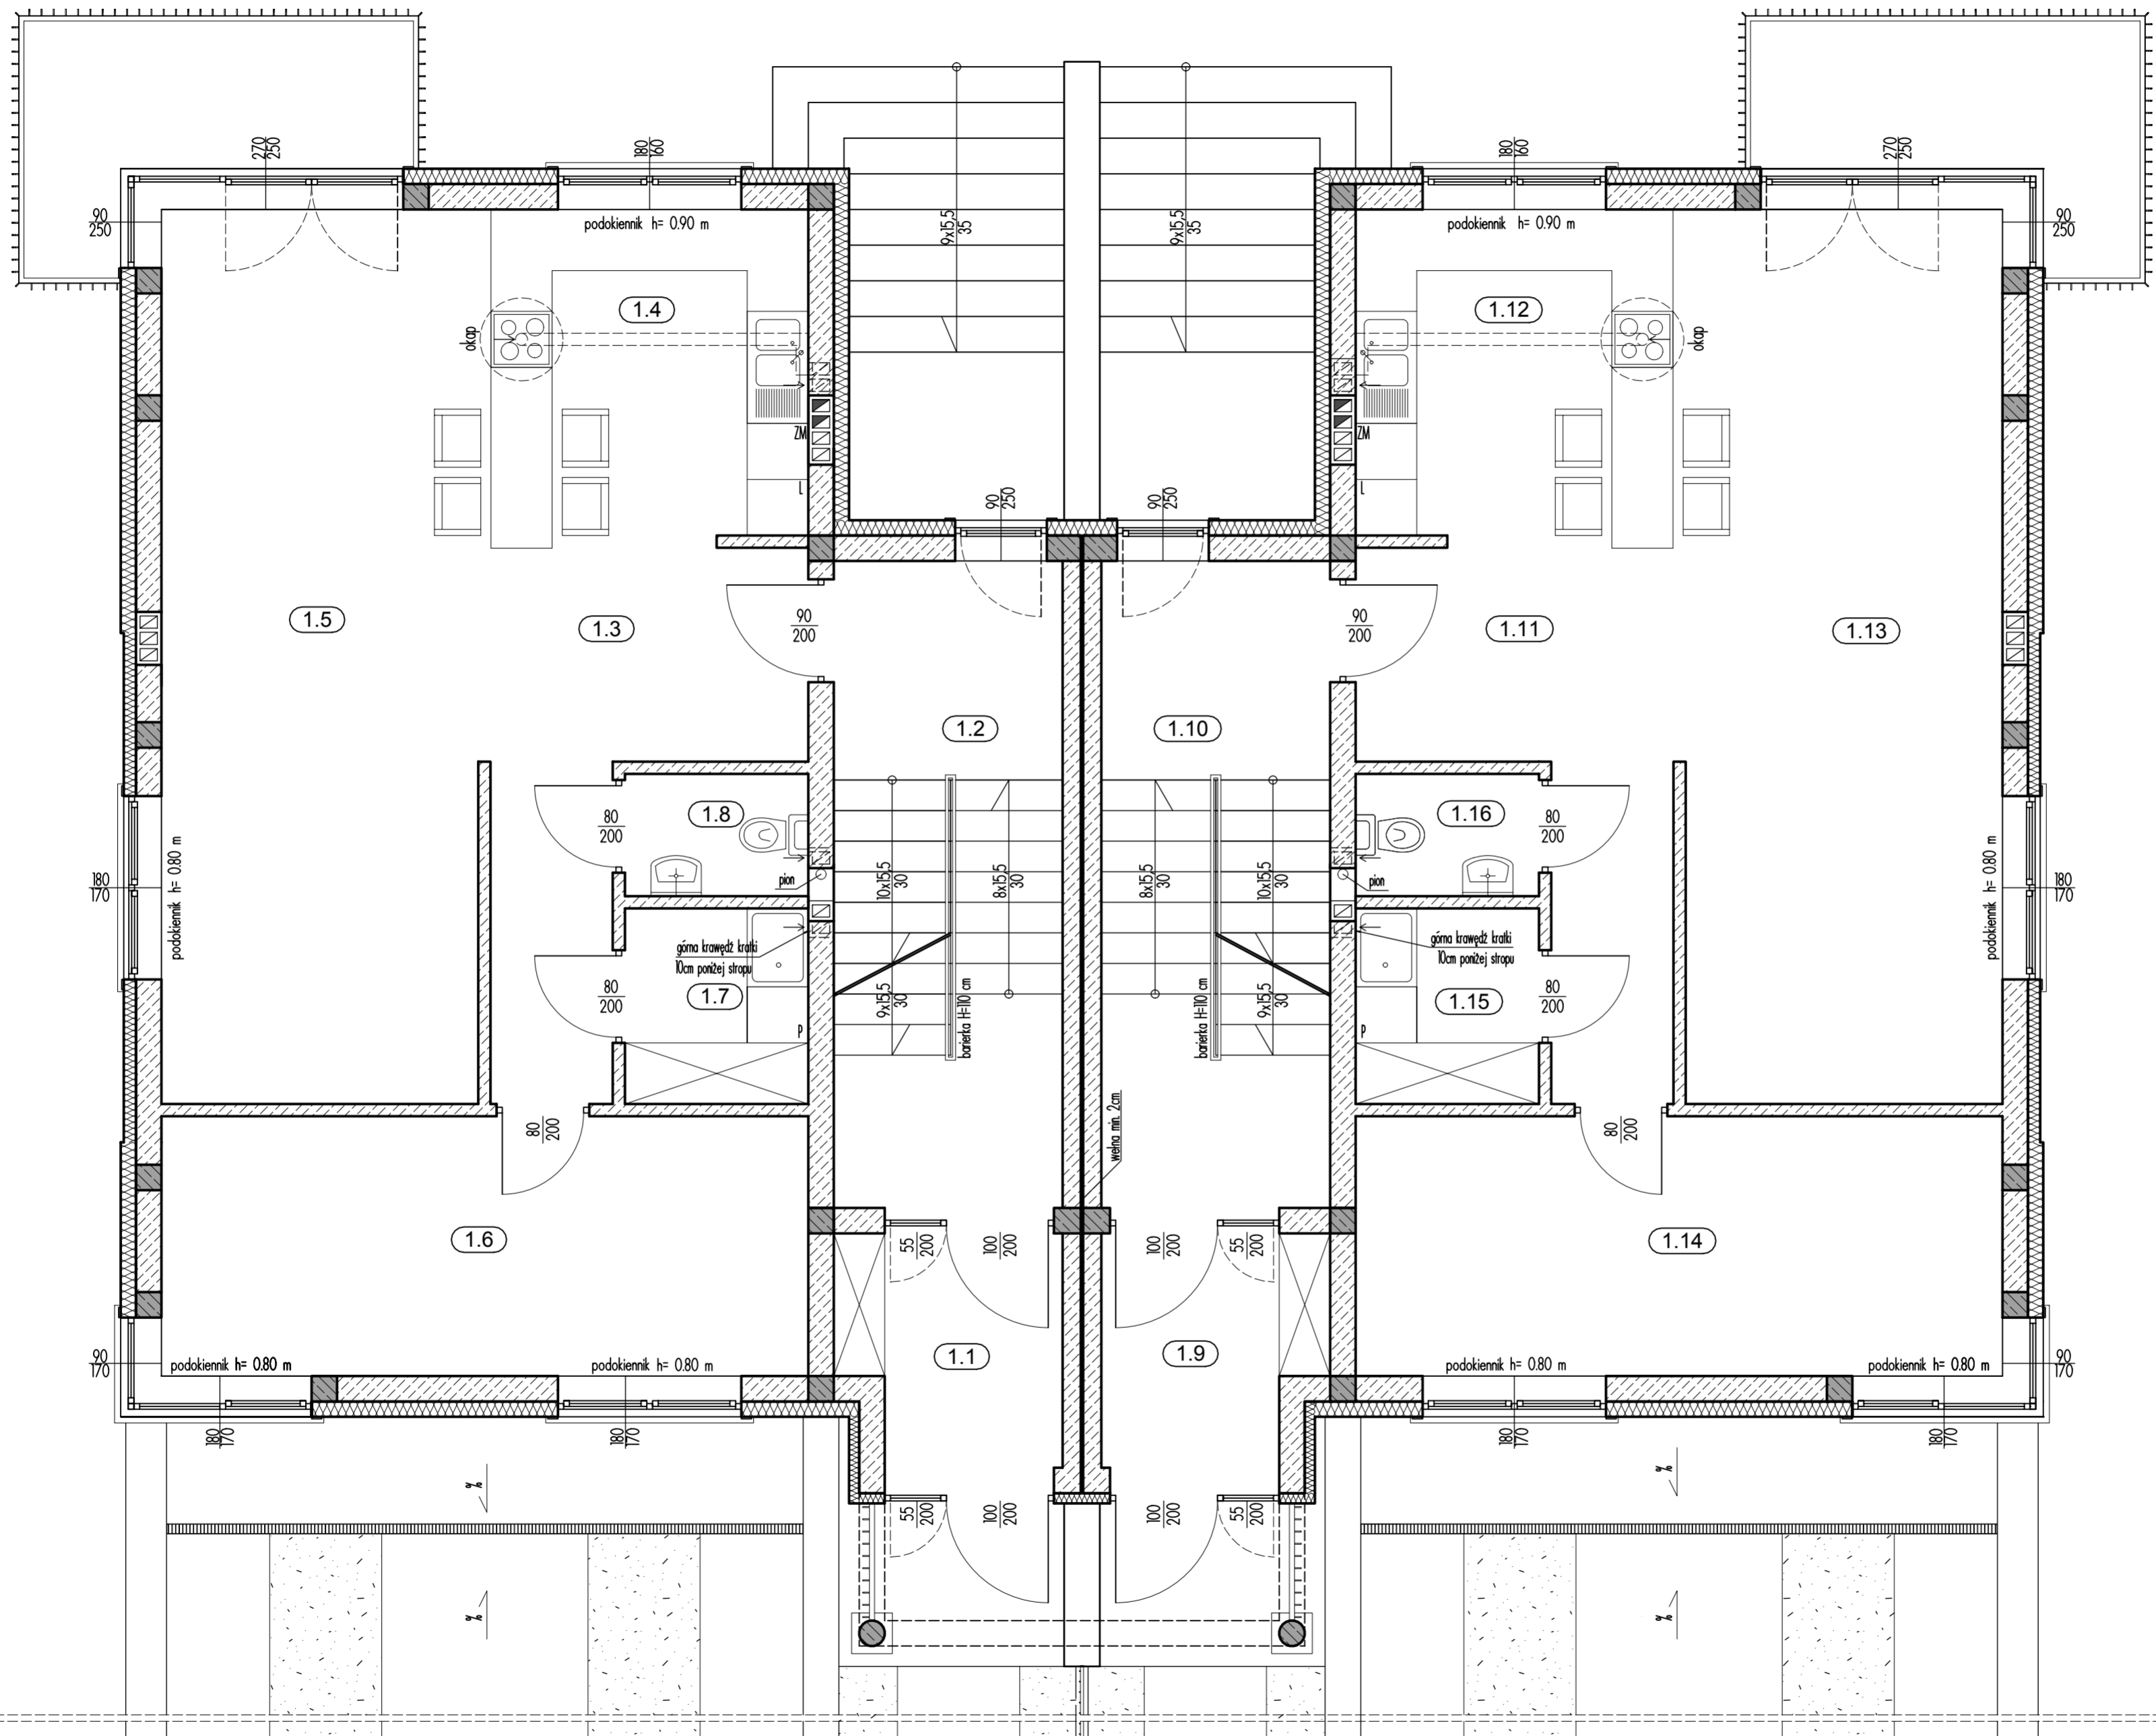 270
250
180
160
180
160
270
250
90
250
podokiennik h= 0.90 m
9x15,5
35
9x15,5
35
podokiennik h= 0.90 m
90
250
1.4
1.12
okap
okap
ZM
ZM
L
L
90
250
90
250
1.5
1.3
90
200
90
200
1.11
1.13
1.2
1.10
80
200
1.8
1.16
80
200
podokiennik h= 0.80 m
180
170
pion
10x15,5
30
8x15,5
30
8x15,5
30
10x15,5
30
pion
podokiennik h= 0.80 m
180
170
górna krawędź kratki
10cm poniżej stropu
górna krawędź kratki
10cm poniżej stropu
80
200
1.7
9x15,5
30
barierka H=110 cm
barierka H=110 cm
9x15,5
30
1.15
80
200
P
P
80
200
wełna min. 2cm
80
200
1.6
55
200
100
200
100
200
55
200
1.14
1.1
1.9
90
170
podokiennik h= 0.80 m
podokiennik h= 0.80 m
podokiennik h= 0.80 m
podokiennik h= 0.80 m
90
170
180
170
180
170
180
170
180
170
%
%
55
200
100
200
100
200
55
200
%
%